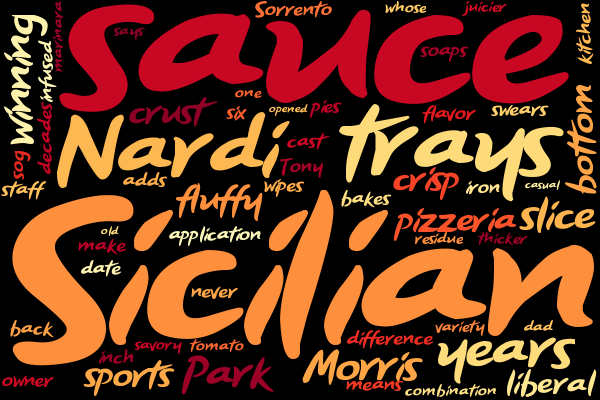 Sorrento whose juicier
winning marinara says sauce kitchen
infused soaps
one
decades crust six opened pies flavor swears
sog Nardi cast trays bottom
Tony
staff adds wipes crisp iron casual
fluffy bakes
Sicilian old application pizzeria slice
make residue thicker
date
never
back variety dad
savory tomato difference
inch years
owner sports Park Morris means combination liberal